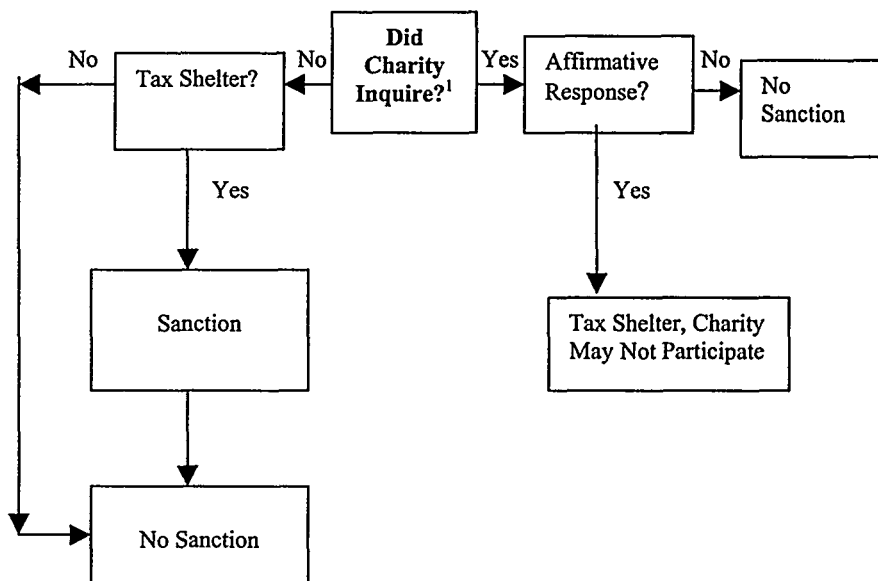 No
Tax Shelter?
No
Did
Charity
Inquire?¹
Yes
Affirmative
Response?
No
No
Sanction
Yes
Yes
Sanction
Tax Shelter, Charity
May Not Participate
No Sanction